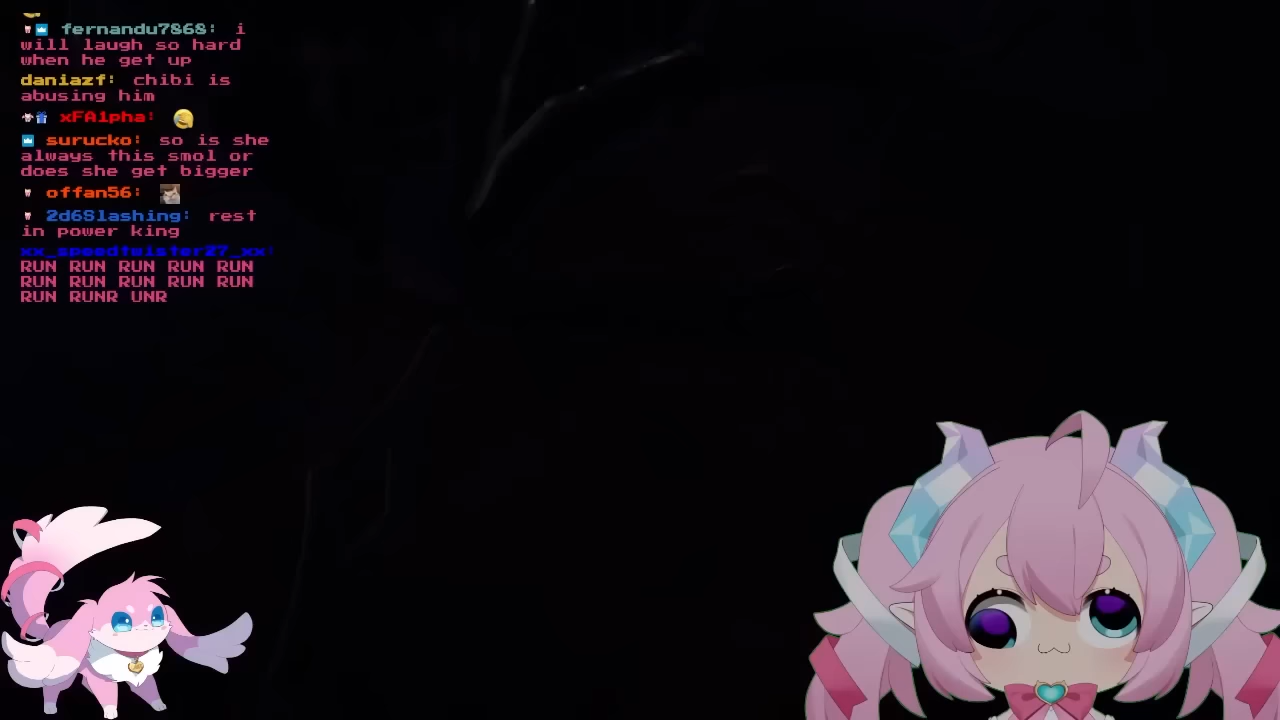 fernandu7868: i
will laugh so hard
when he get up
daniazf: chibi is
abusing him
xFA1pha:
surucko: so is she
always this smol or
does she get bigger
offan56:
2d6Slashing: rest
in power king
xx_speedtwister27_xx:
RUN RUN RUN RUN RUN
RUN RUN RUN RUN RUN
RUN RUNR UNR